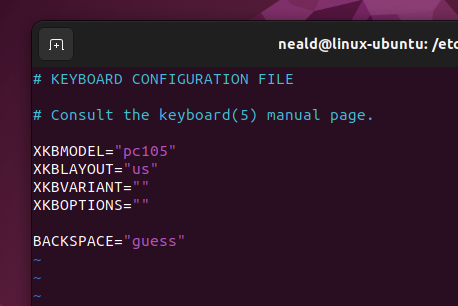 neald@linux-ubuntu: /etc
# KEYBOARD CONFIGURATION FILE
# Consult the keyboard(5) manual page.
XKBMODEL="pc105"
XKBLAYOUT="us"
XKBVARIANT=""
XKBOPTIONS=""
BACKSPACE="guess"
~
~
~